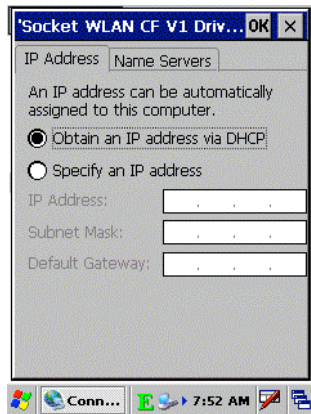 'Socket WLAN CF V1 Driv... OK ×
IP Address Name Servers
An IP address can be automatically
assigned to this computer.
Obtain an IP address via DHCP
Specify an IP address
IP Address: . . .
Subnet Mask: . . .
Default Gateway: . . .
Conn... E 7:52 AM